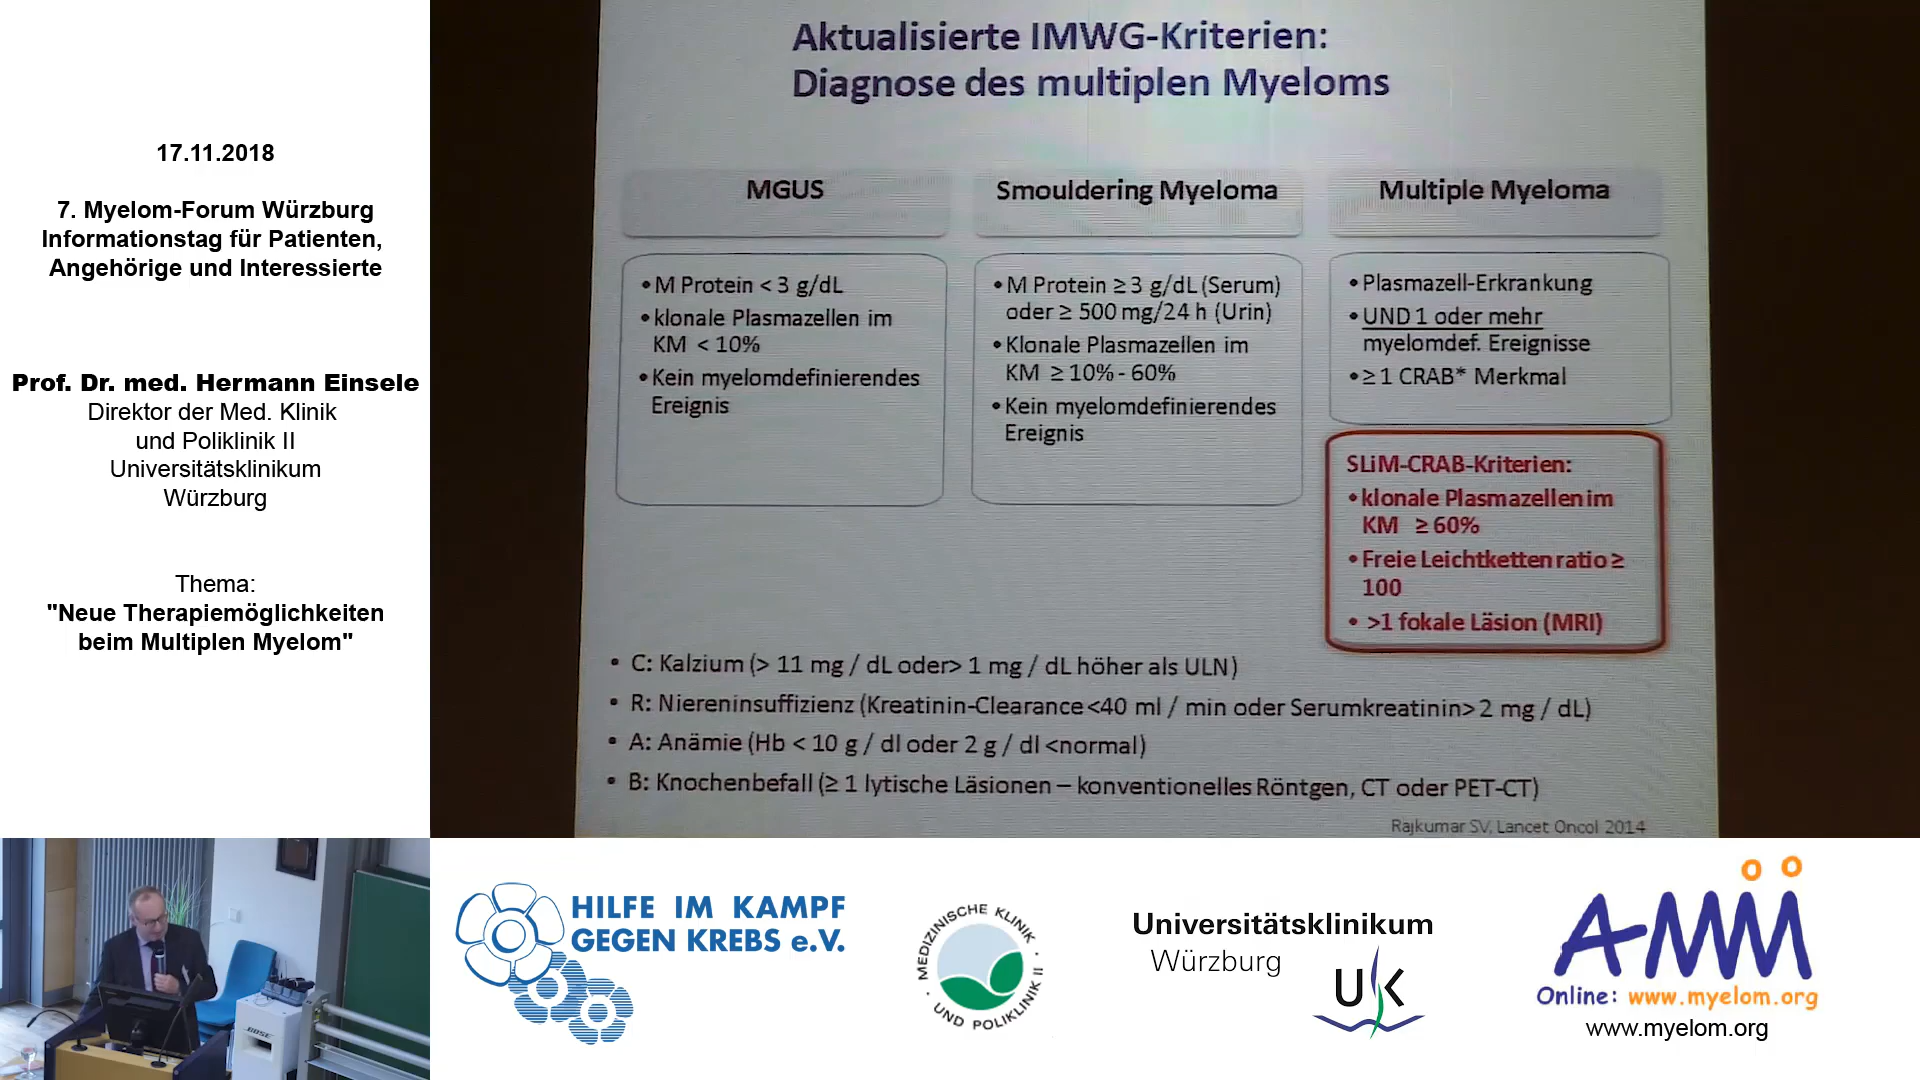 17.11.2018
7. Myelom-Forum Würzburg
Informationstag für Patienten,
Angehörige und Interessierte
Prof. Dr. med. Hermann Einsele
Direktor der Med. Klinik
und Poliklinik II
Universitätsklinikum
Würzburg
Thema:
"Neue Therapiemöglichkeiten
beim Multiplen Myelom"
Aktualisierte IMWG-Kriterien:
Diagnose des multiplen Myeloms
MGUS
• M Protein < 3 g/dL
• klonale Plasmazellen im
KM < 10%
• Kein myelomdefinierendes
Ereignis
Smouldering Myeloma
• M Protein ≥ 3 g/dL (Serum)
oder ≥ 500 mg/24 h (Urin)
• Klonale Plasmazellen im
KM ≥ 10% - 60%
• Kein myelomdefinierendes
Ereignis
Multiple Myeloma
• Plasmazell-Erkrankung
• UND 1 oder mehr
myelomdef. Ereignisse
• ≥ 1 CRAB* Merkmal
SLiM-CRAB-Kriterien:
• klonale Plasmazellen im
KM ≥ 60%
• Freie Leichtketten ratio ≥
100
• >1 fokale Läsion (MRI)
• C: Kalzium (> 11 mg / dL oder> 1 mg / dL höher als ULN)
• R: Niereninsuffizienz (Kreatinin-Clearance <40 ml / min oder Serumkreatinin> 2 mg / dL)
• A: Anämie (Hb < 10 g / dl oder 2 g / dl <normal)
• B: Knochenbefall (≥ 1 lytische Läsionen – konventionelles Röntgen, CT oder PET-CT)
Rajkumar SV, Lancet Oncol 2014
BOSE
HILFE IM KAMPF
GEGEN KREBS e.V.
MEDIZINISCHE KLINIK
UND POLIKLINIK II
Universitätsklinikum
Würzburg
UK
AMM
Online: www.myelom.org
www.myelom.org